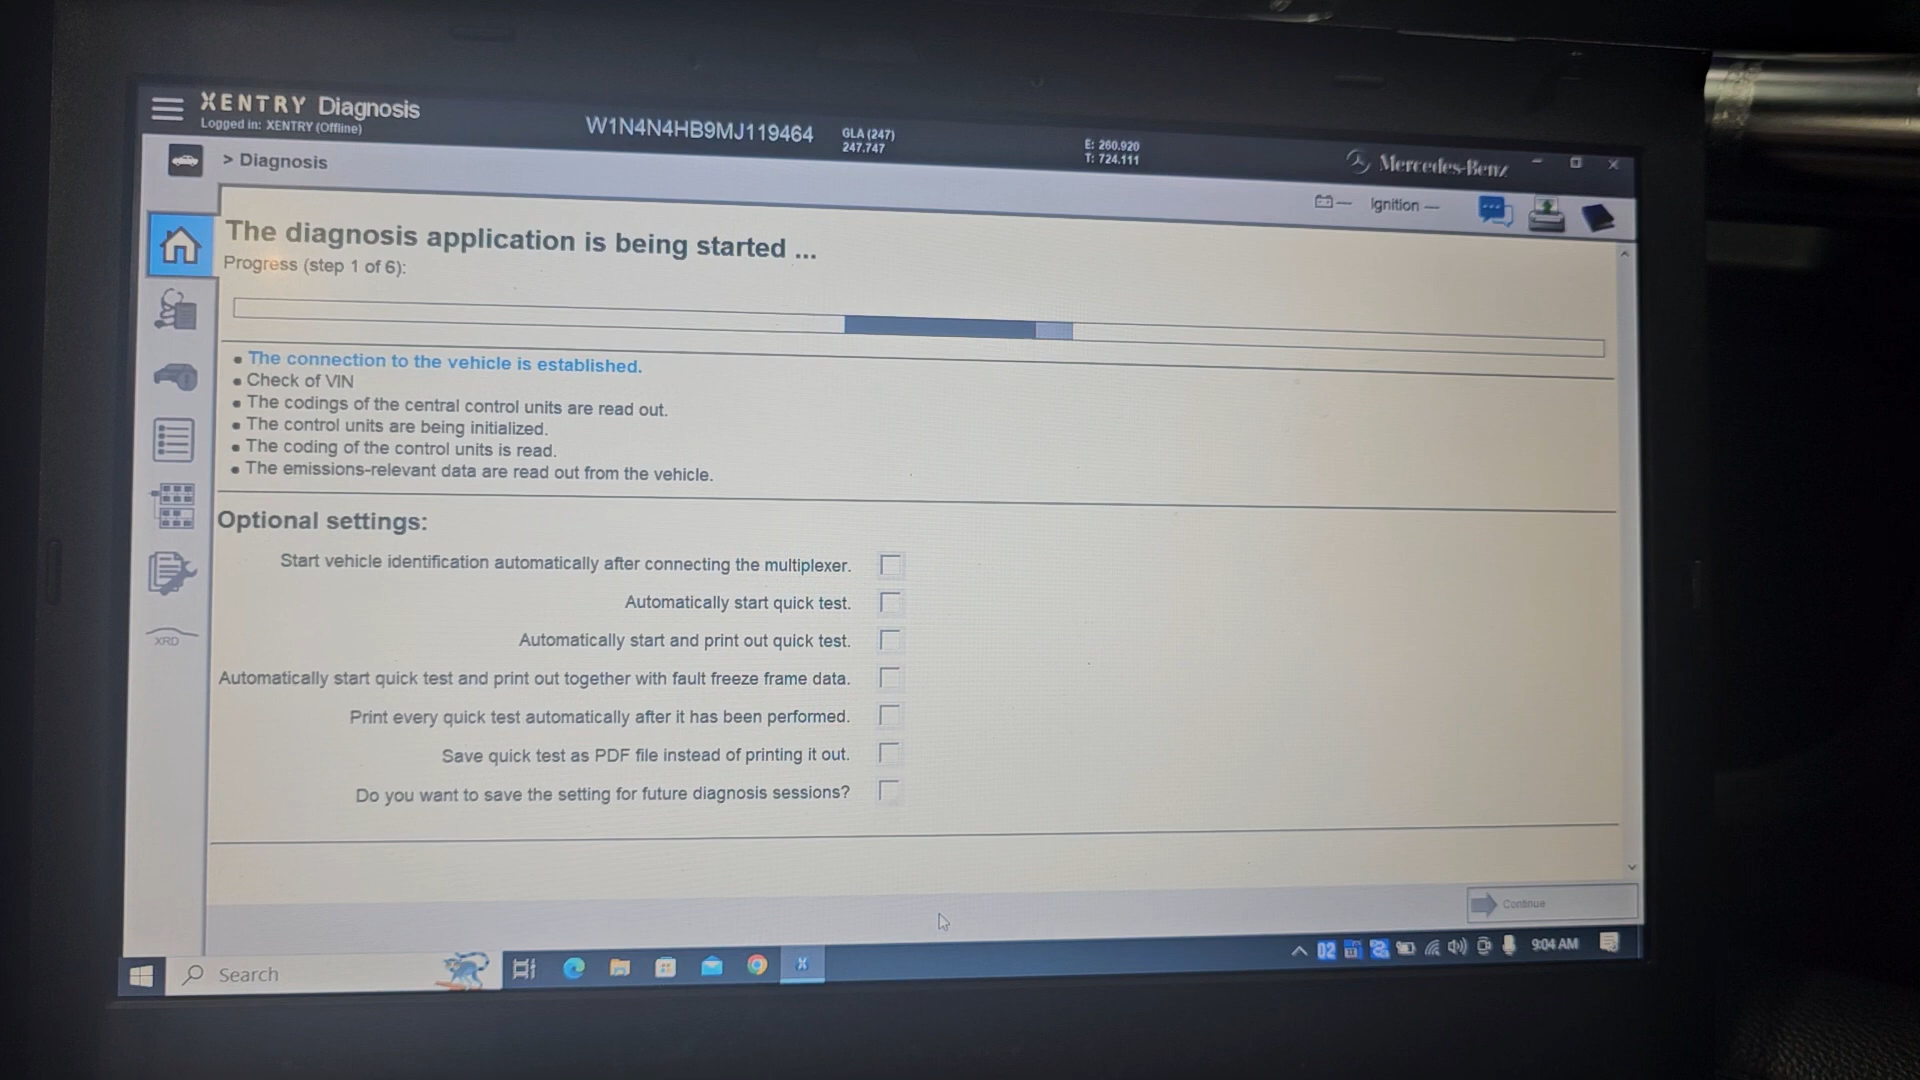 XENTRY Diagnosis
Logged in: XENTRY (Offline)
W1N4N4HB9MJ119464
GLA (247)
247.747
E: 260.920
T: 724.111
Mercedes-Benz
> Diagnosis
Ignition —
The diagnosis application is being started ...
Progress (step 1 of 6):
• The connection to the vehicle is established.
• Check of VIN
• The codings of the central control units are read out.
• The control units are being initialized.
• The coding of the control units is read.
• The emissions-relevant data are read out from the vehicle.
Optional settings:
Start vehicle identification automatically after connecting the multiplexer.
Automatically start quick test.
Automatically start and print out quick test.
Automatically start quick test and print out together with fault freeze frame data.
Print every quick test automatically after it has been performed.
Save quick test as PDF file instead of printing it out.
Do you want to save the setting for future diagnosis sessions?
XRD
Continue
Search
X
02
9:04 AM